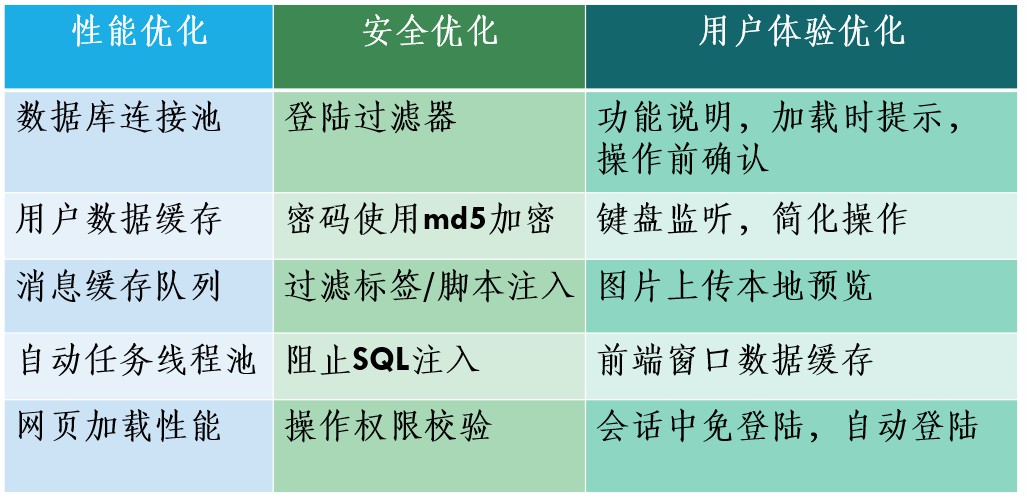 性能优化
安全优化
用户体验优化
数据库连接池
登陆过滤器
功能说明，加载时提示，
操作前确认
用户数据缓存
密码使用md5加密
键盘监听，简化操作
消息缓存队列
过滤标签/脚本注入
图片上传本地预览
自动任务线程池
阻止SQL注入
前端窗口数据缓存
网页加载性能
操作权限校验
会话中免登陆，自动登陆